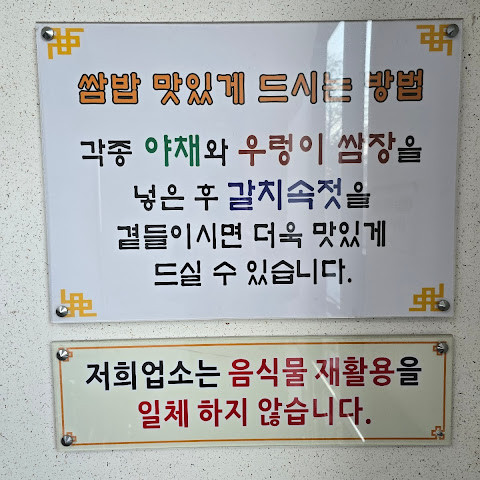 쌈밥 맛있게 드시는 방법
각종 야채와 우렁이 쌈장을
넣은 후 갈치속젓을
곁들이시면 더욱 맛있게
드실 수 있습니다.
저희업소는 음식물 재활용을
일체 하지 않습니다.